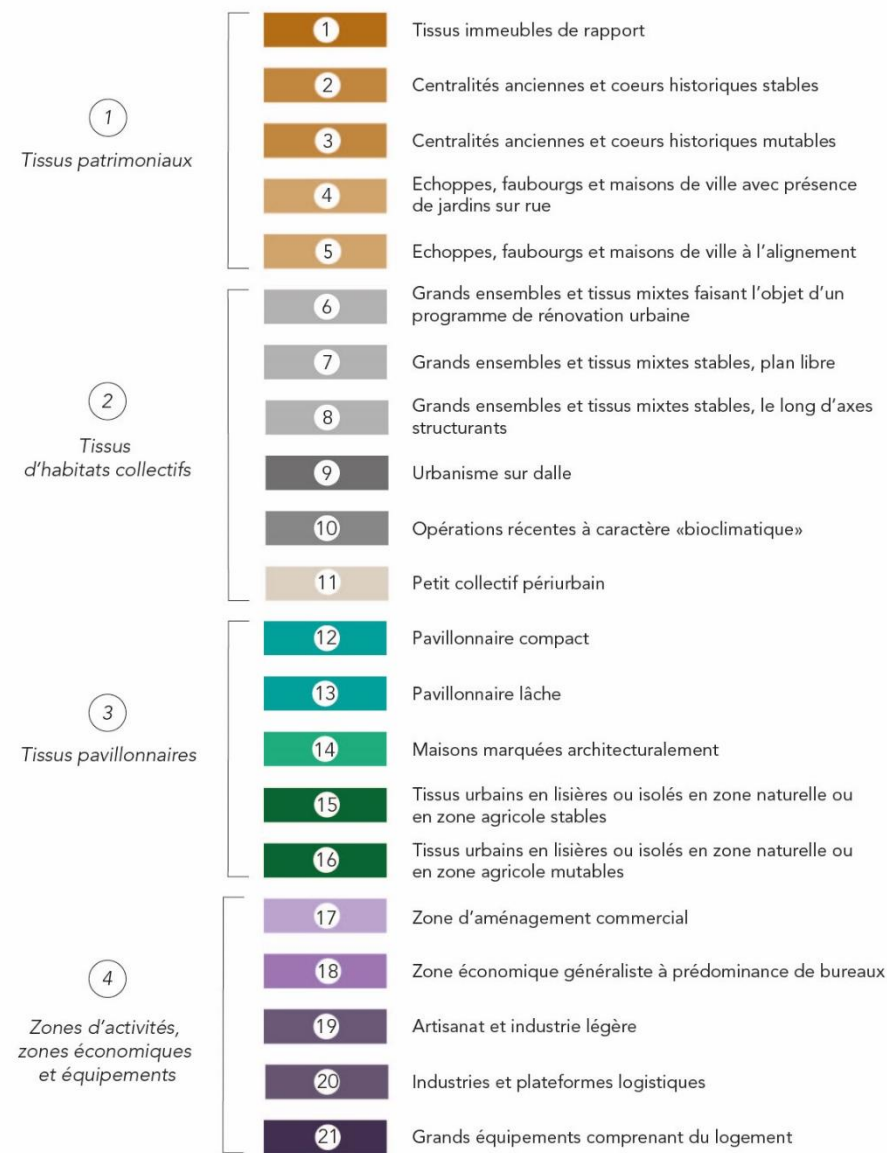 1
Tissus patrimoniaux
1
Tissus immeubles de rapport
2
Centralités anciennes et coeurs historiques stables
3
Centralités anciennes et coeurs historiques mutables
4
Echoppes, faubourgs et maisons de ville avec présence
de jardins sur rue
5
Echoppes, faubourgs et maisons de ville à l'alignement
2
Tissus
d'habitats collectifs
6
Grands ensembles et tissus mixtes faisant l'objet d'un
programme de rénovation urbaine
7
Grands ensembles et tissus mixtes stables, plan libre
8
Grands ensembles et tissus mixtes stables, le long d'axes
structurants
9
Urbanisme sur dalle
10
Opérations récentes à caractère «bioclimatique»
11
Petit collectif périurbain
3
Tissus pavillonnaires
12
Pavillonnaire compact
13
Pavillonnaire lâche
14
Maisons marquées architecturalement
15
Tissus urbains en lisières ou isolés en zone naturelle ou
en zone agricole stables
16
Tissus urbains en lisières ou isolés en zone naturelle ou
en zone agricole mutables
4
Zones d'activités,
zones économiques
et équipements
17
Zone d'aménagement commercial
18
Zone économique généraliste à prédominance de bureaux
19
Artisanat et industrie légère
20
Industries et plateformes logistiques
21
Grands équipements comprenant du logement